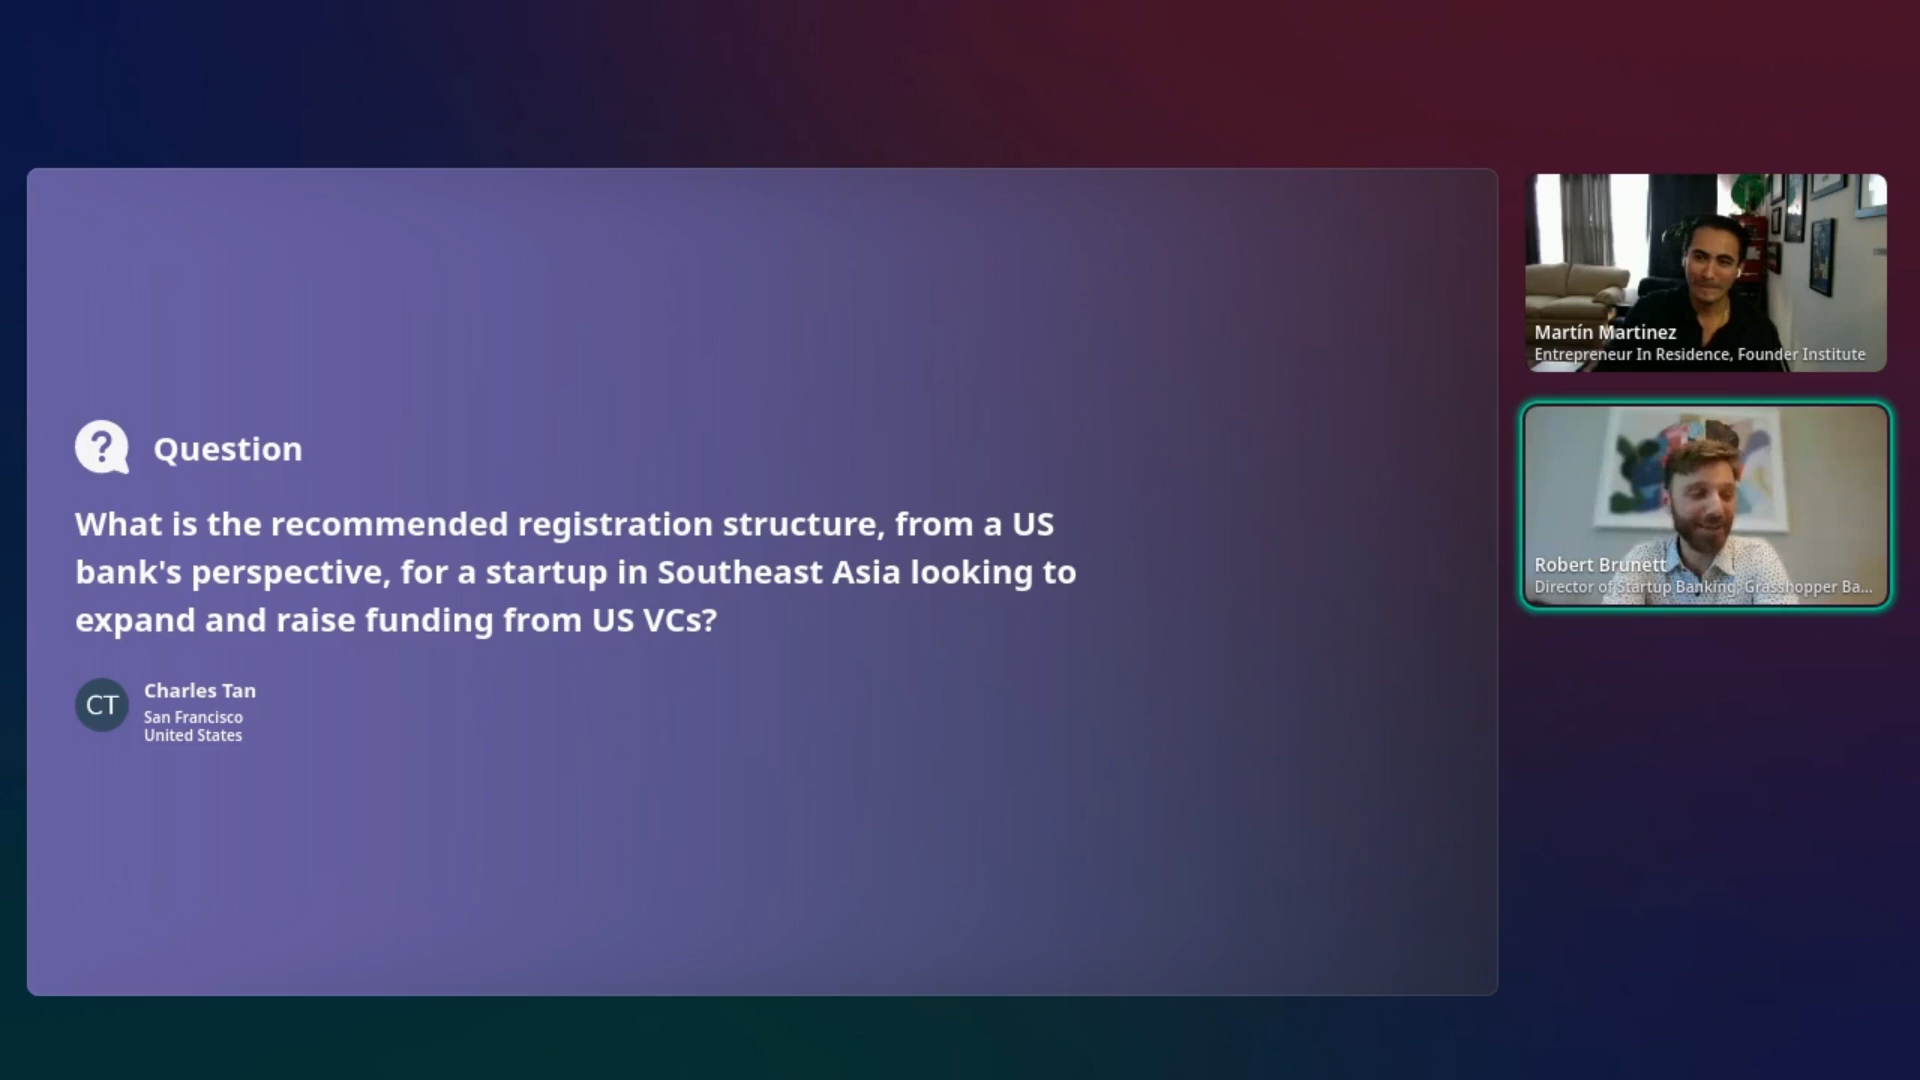 ?
Question
What is the recommended registration structure, from a US
bank's perspective, for a startup in Southeast Asia looking to
expand and raise funding from US VCs?
CT
Charles Tan
San Francisco
United States
Martín Martinez
Entrepreneur In Residence, Founder Institute
Robert Brunett
Director of Startup Banking, Grasshopper Ba...